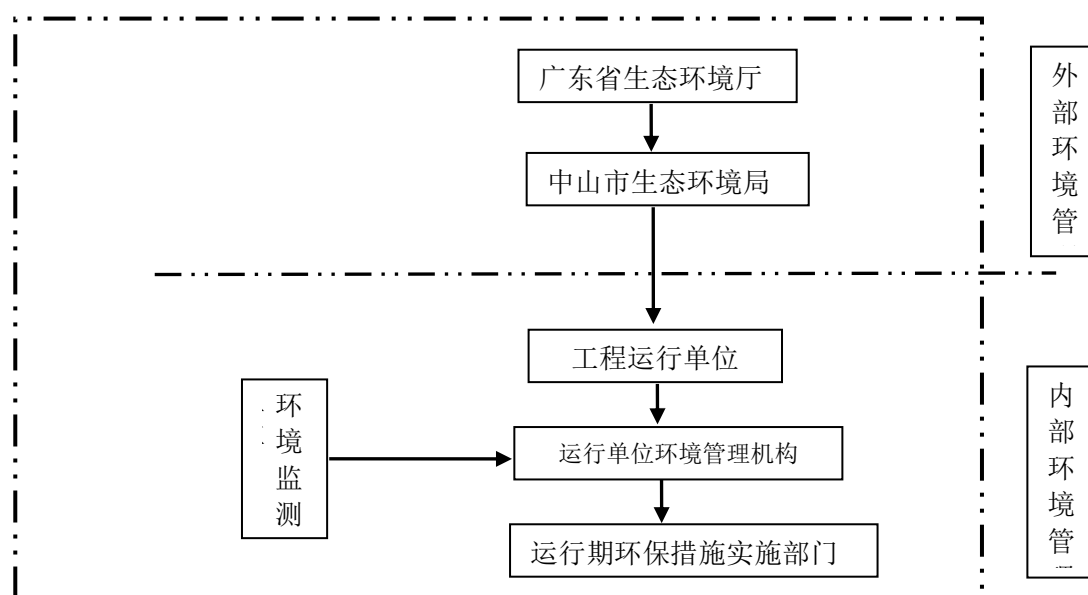 广东省生态环境厅
中山市生态环境局
外部环境管
工程运行单位
环境监测
运行单位环境管理机构
运行期环保措施实施部门
内部环境管